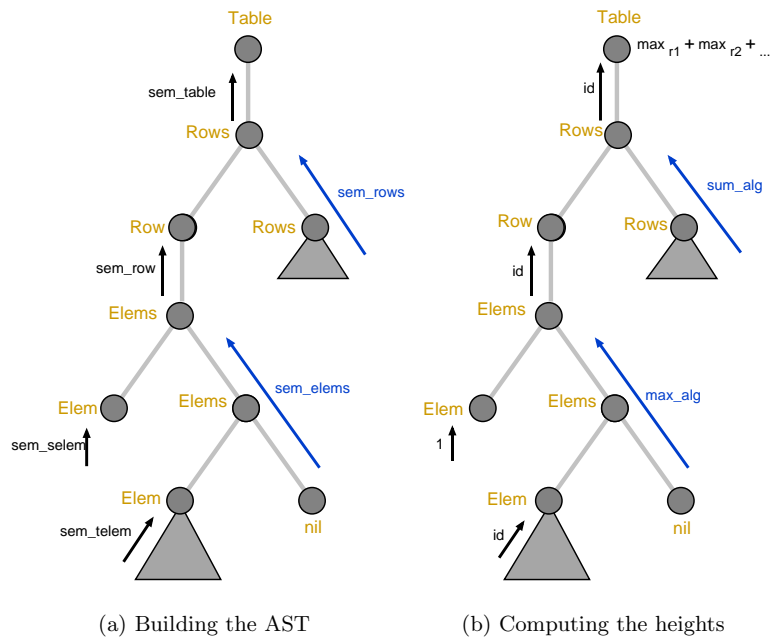 Table
sem_table
Rows
sem_rows
Row
Rows
sem_row
Elems
sem_elems
Elem
Elems
sem_selem
Elem
sem_telem
nil
(a) Building the AST
Table
max r1 + max r2 + ...
id
Rows
sum_alg
Row
Rows
id
Elems
max_alg
Elem
Elems
1
Elem
id
nil
(b) Computing the heights